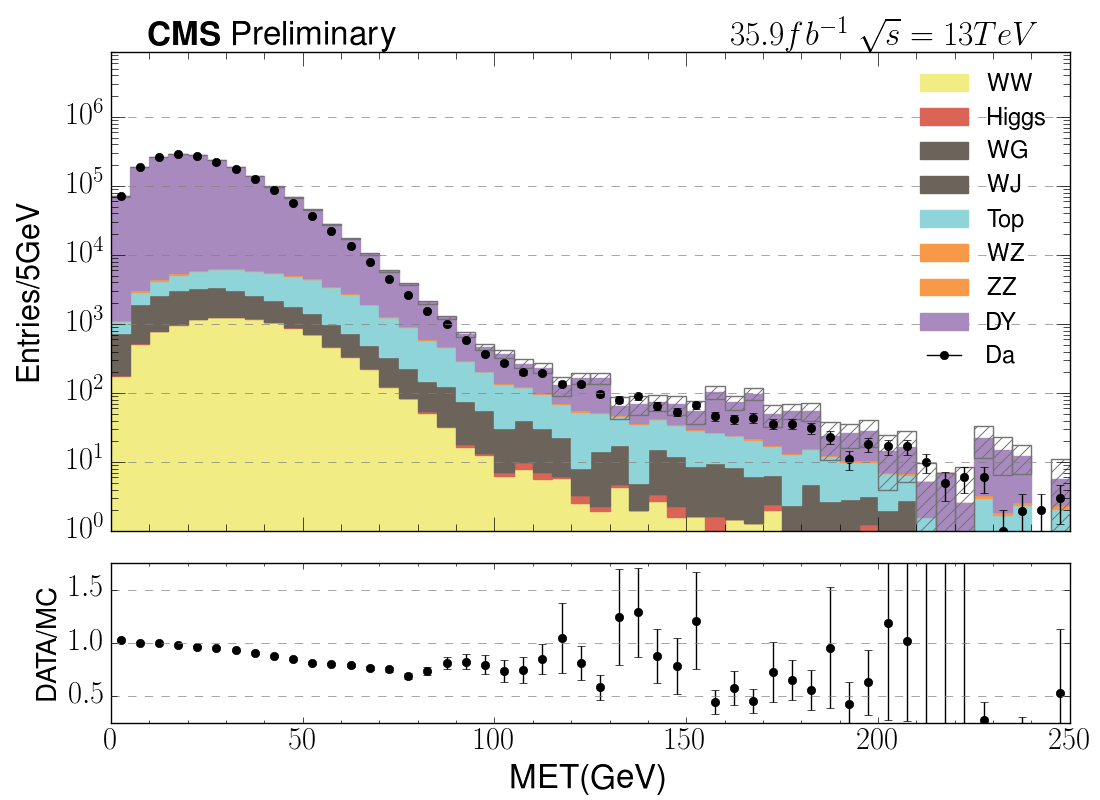 CMS Preliminary 35.9fb⁻¹ √s = 13TeV
WW
Higgs
WG
WJ
Top
WZ
ZZ
DY
Da
Entries/5GeV
10⁶
10⁵
10⁴
10³
10²
10¹
10⁰
DATA/MC
1.5
1.0
0.5
0 50 100 150 200 250
MET(GeV)